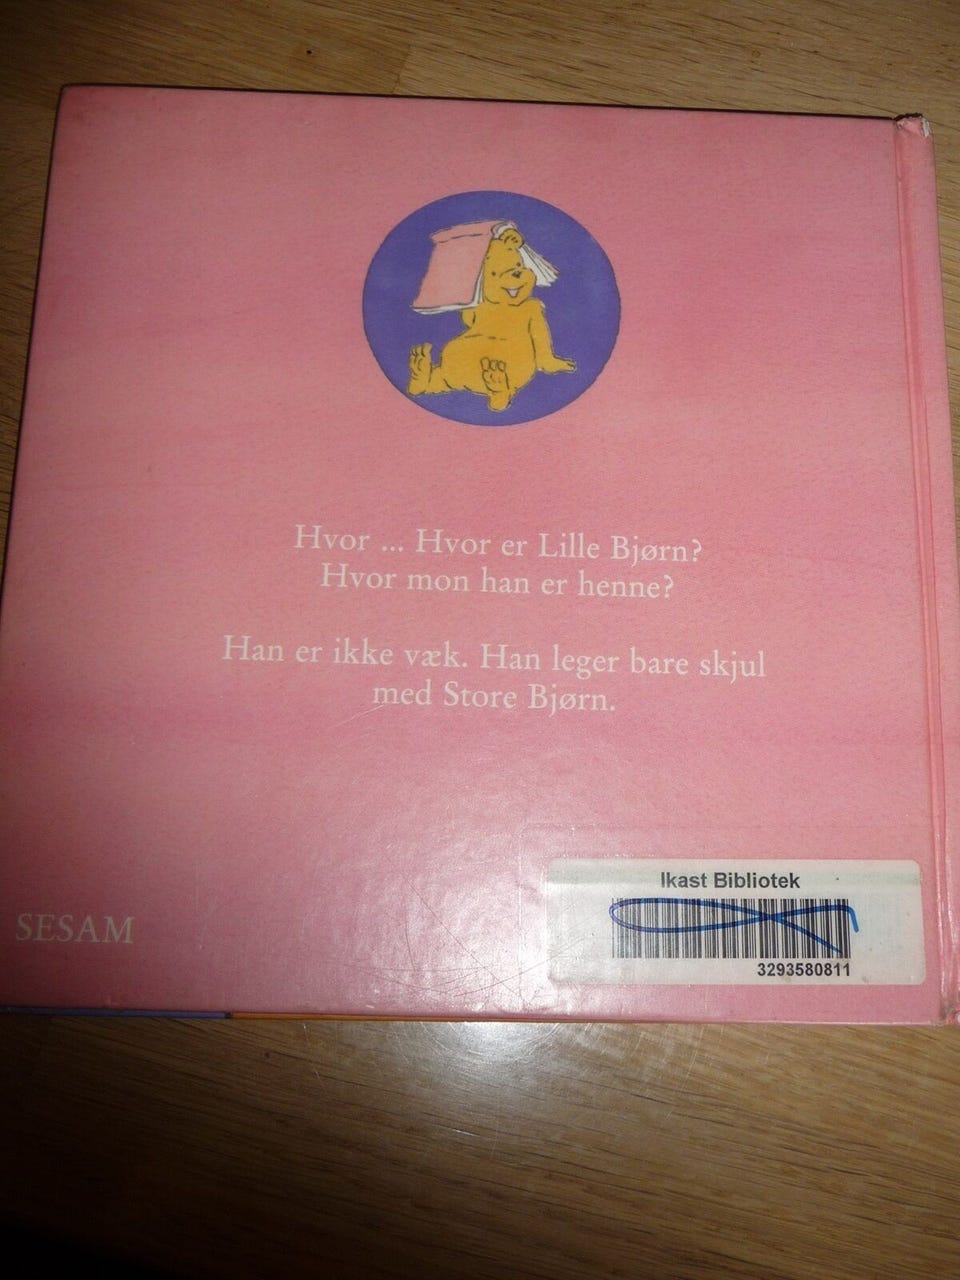 Hvor ... Hvor er Lille Bjørn?
Hvor mon han er henne?
Han er ikke væk. Han leger bare skjul
med Store Bjørn.
SESAM
Ikast Bibliotek
3293580811